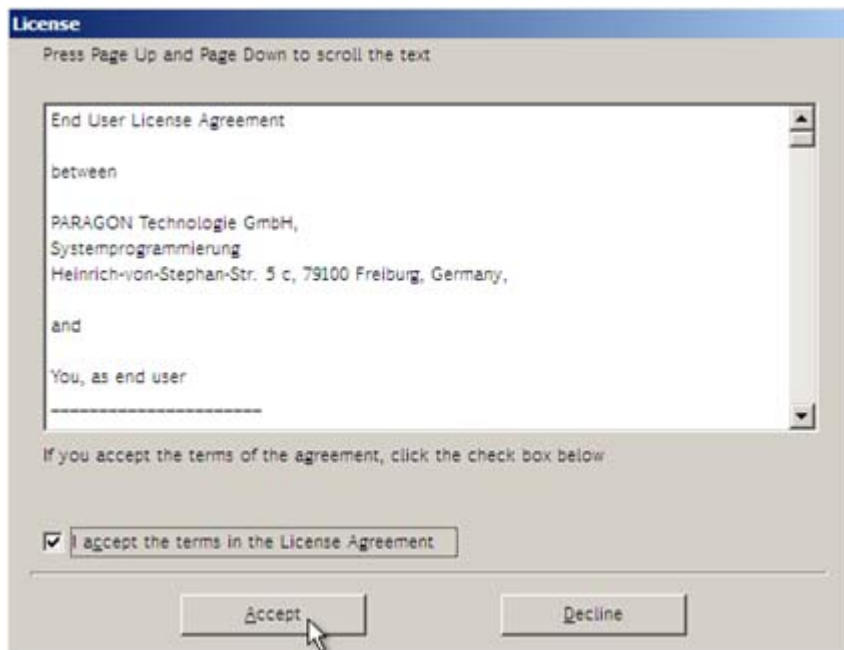 License
Press Page Up and Page Down to scroll the text
End User License Agreement
between
PARAGON Technologie GmbH,
Systemprogrammierung
Heinrich-von-Stephan-Str. 5 c, 79100 Freiburg, Germany,
and
You, as end user
----------------------
If you accept the terms of the agreement, click the check box below
I accept the terms in the License Agreement
Accept
Decline